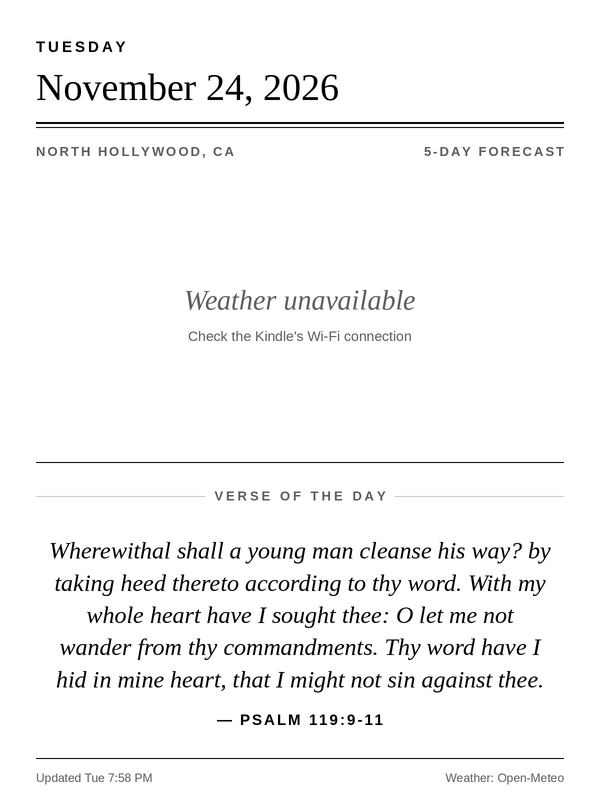 TUESDAY
November 24, 2026
NORTH HOLLYWOOD, CA
5-DAY FORECAST
Weather unavailable
Check the Kindle's Wi-Fi connection
VERSE OF THE DAY
Wherewithal shall a young man cleanse his way? by
taking heed thereto according to thy word. With my
whole heart have I sought thee: O let me not
wander from thy commandments. Thy word have I
hid in mine heart, that I might not sin against thee.
— PSALM 119:9-11
Updated Tue 7:58 PM
Weather: Open-Meteo